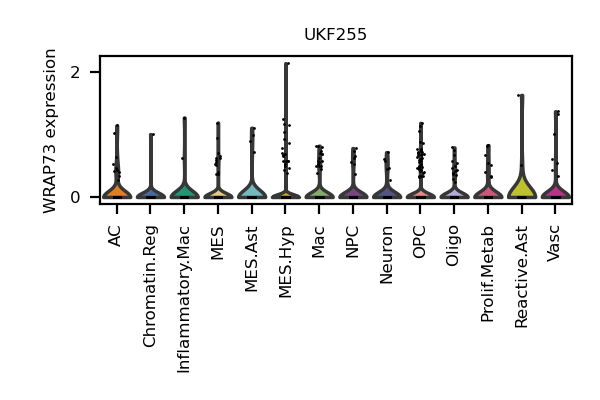 UKF255
WRAP73 expression
2
0
AC
Chromatin.Reg
Inflammatory.Mac
MES
MES.Ast
MES.Hyp
Mac
NPC
Neuron
OPC
Oligo
Prolif.Metab
Reactive.Ast
Vasc